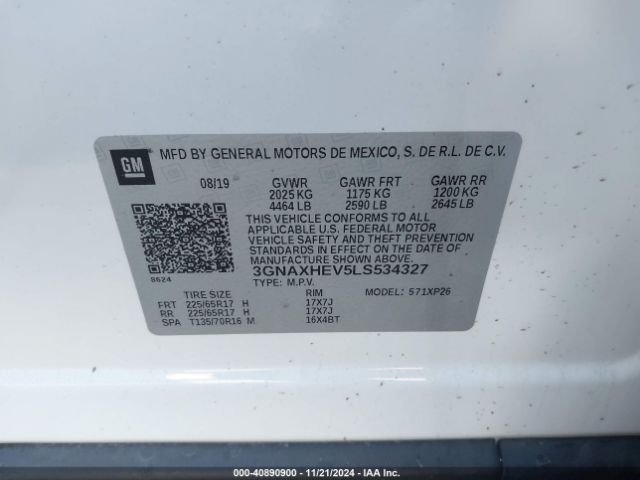 GM MFD BY GENERAL MOTORS DE MEXICO, S. DE R.L. DE C.V.
08/19 GVWR GAWR FRT GAWR RR
2025 KG 1175 KG 1200 KG
4464 LB 2590 LB 2645 LB
THIS VEHICLE CONFORMS TO ALL
APPLICABLE U.S. FEDERAL MOTOR
VEHICLE SAFETY AND THEFT PREVENTION
STANDARDS IN EFFECT ON THE DATE OF
MANUFACTURE SHOWN ABOVE.
3GNAXHEV5LS534327
8624
TYPE: M.P.V. MODEL: 571XP26
TIRE SIZE RIM
FRT 225/65R17 H 17X7J
RR 225/65R17 H 17X7J
SPA T135/70R16 M 16X4BT
000-40890900 - 11/21/2024 - IAA Inc.